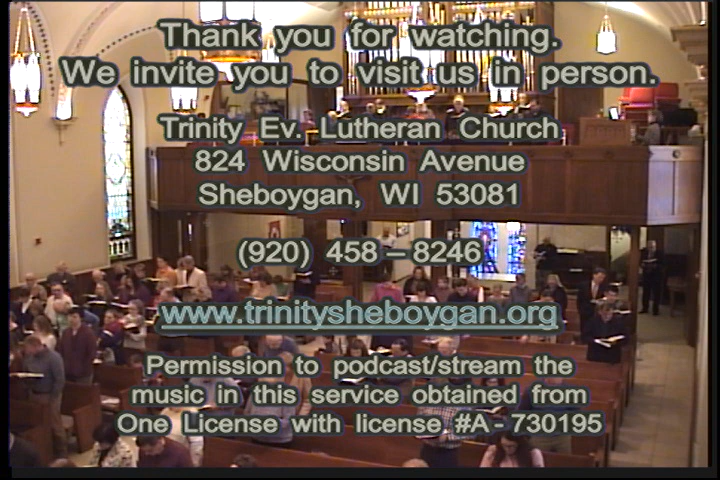 Thank you for watching.
We invite you to visit us in person.
Trinity Ev. Lutheran Church
824 Wisconsin Avenue
Sheboygan, WI 53081
(920) 458 – 8246
www.trinitysheboygan.org
Permission to podcast/stream the
music in this service obtained from
One License with license #A - 730195